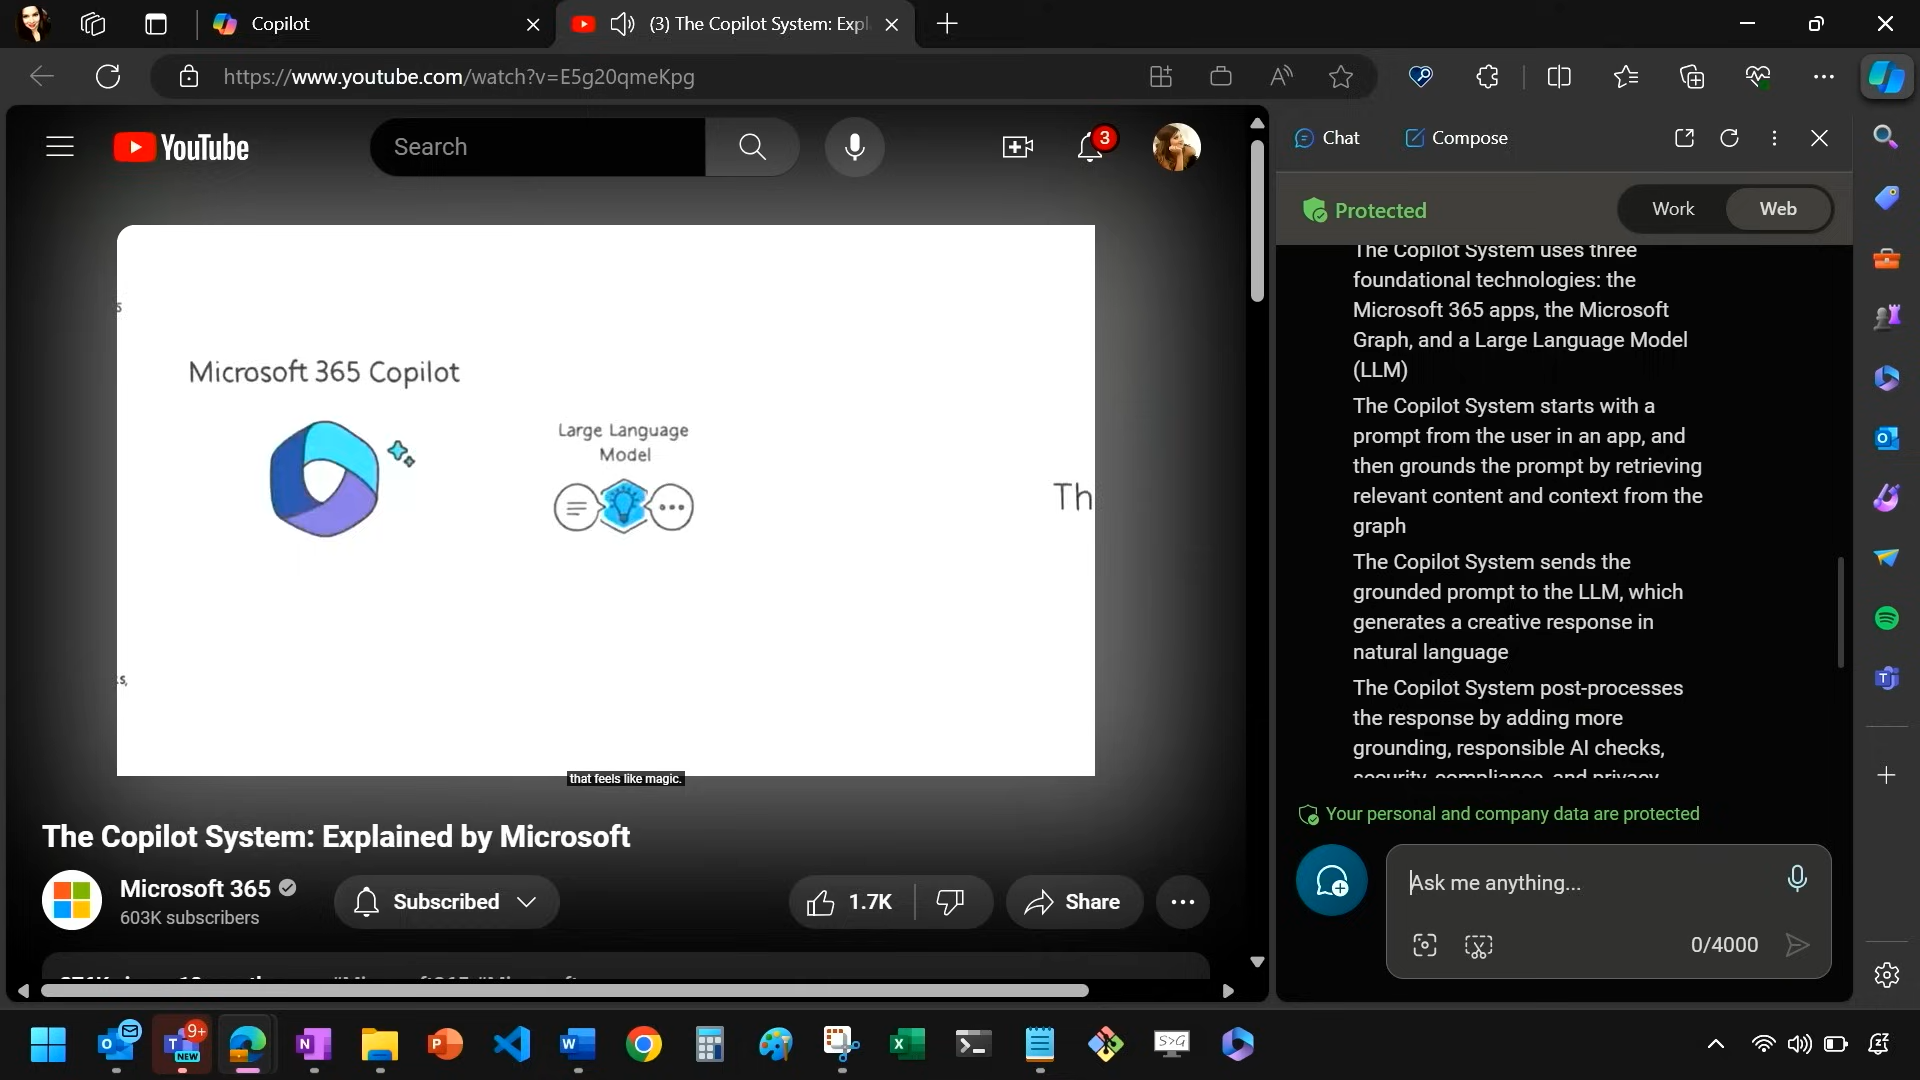 Copilot
(3) The Copilot System: Expl
https://www.youtube.com/watch?v=E5g20qmeKpg
YouTube
Search
3
Chat
Compose
Protected
Work
Web
Microsoft 365 Copilot
Large Language
Model
Th
s,
that feels like magic.
The Copilot System: Explained by Microsoft
Microsoft 365
603K subscribers
Subscribed
1.7K
Share
The Copilot System uses three
foundational technologies: the
Microsoft 365 apps, the Microsoft
Graph, and a Large Language Model
(LLM)
The Copilot System starts with a
prompt from the user in an app, and
then grounds the prompt by retrieving
relevant content and context from the
graph
The Copilot System sends the
grounded prompt to the LLM, which
generates a creative response in
natural language
The Copilot System post-processes
the response by adding more
grounding, responsible AI checks,
security, compliance, and privacy
Your personal and company data are protected
Ask me anything...
0/4000
9+
NEW
S>G